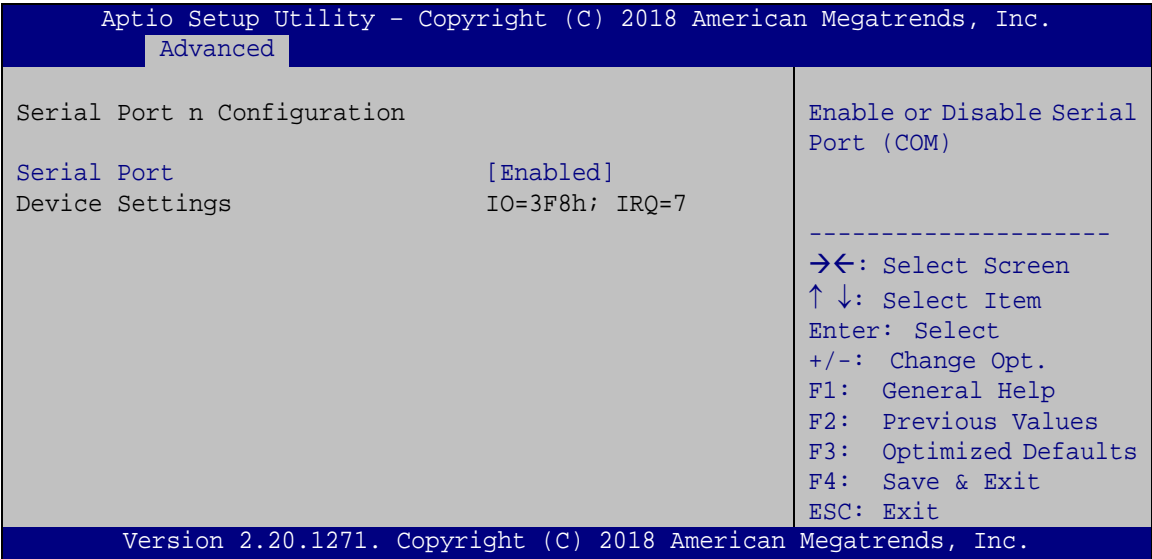 Aptio Setup Utility – Copyright (C) 2018 American Megatrends, Inc.
Advanced
Serial Port n Configuration
Serial Port [Enabled]
Device Settings IO=3F8h; IRQ=7
Enable or Disable Serial
Port (COM)
---------------------
→←: Select Screen
↑ ↓: Select Item
Enter: Select
+/-: Change Opt.
F1: General Help
F2: Previous Values
F3: Optimized Defaults
F4: Save & Exit
ESC: Exit
Version 2.20.1271. Copyright (C) 2018 American Megatrends, Inc.